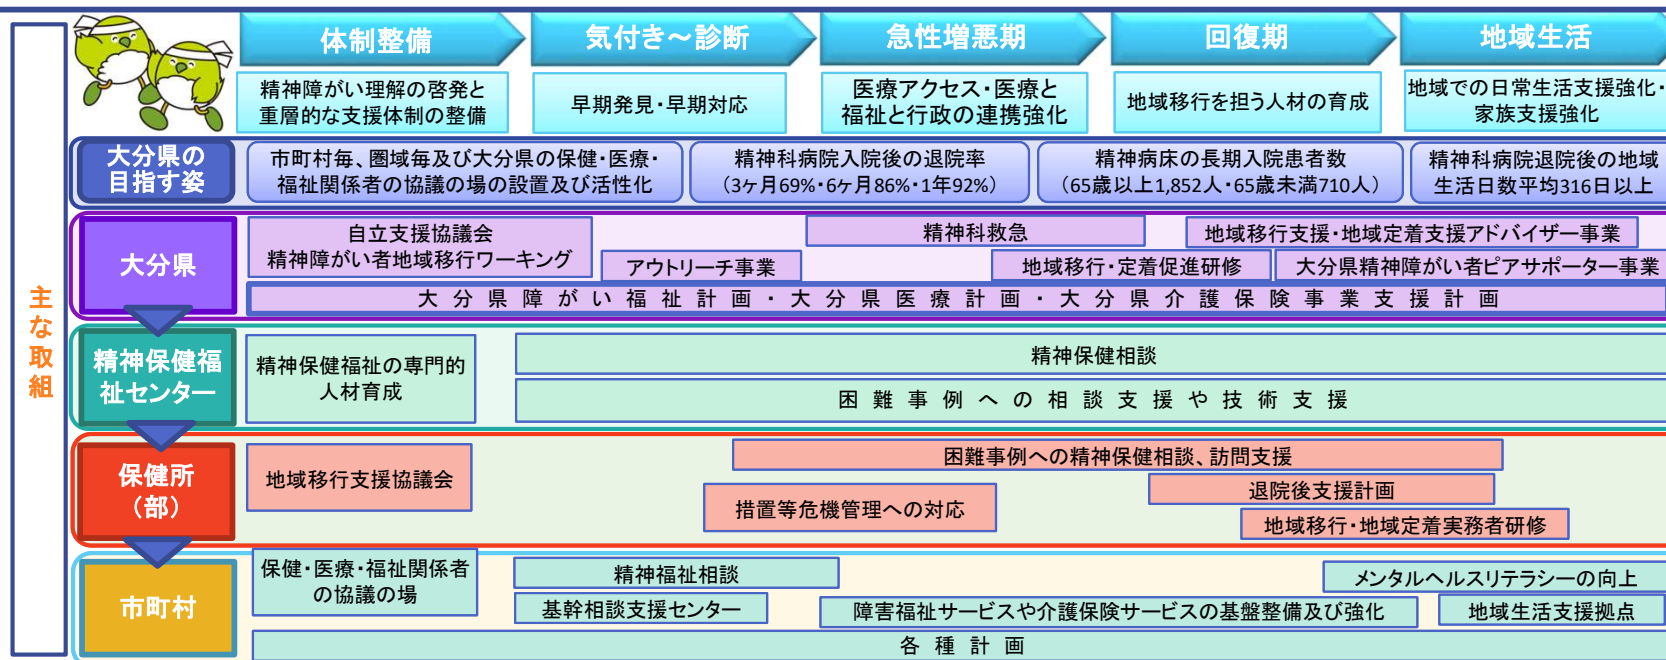 体制整備
気付き～診断
急性増悪期
回復期
地域生活
精神障がい理解の啓発と
重層的な支援体制の整備
早期発見・早期対応
医療アクセス・医療と
福祉と行政の連携強化
地域移行を担う人材の育成
地域での日常生活支援強化・
家族支援強化
大分県の
目指す姿
市町村毎、圏域毎及び大分県の保健・医療・
福祉関係者の協議の場の設置及び活性化
精神科病院入院後の退院率
（3ヶ月69%・6ヶ月86%・1年92%）
精神病床の長期入院患者数
（65歳以上1,852人・65歳未満710人）
精神科病院退院後の地域
生活日数平均316日以上
主な取組
大分県
自立支援協議会
精神障がい者地域移行ワーキング
アウトリーチ事業
精神科救急
地域移行支援・地域定着支援アドバイザー事業
地域移行・定着促進研修
大分県精神障がい者ピアサポーター事業
大分県障がい福祉計画・大分県医療計画・大分県介護保険事業支援計画
精神保健福
祉センター
精神保健福祉の専門的
人材育成
精神保健相談
困難事例への相談支援や技術支援
保健所
（部）
地域移行支援協議会
困難事例への精神保健相談、訪問支援
措置等危機管理への対応
退院後支援計画
地域移行・地域定着実務者研修
市町村
保健・医療・福祉関係者
の協議の場
精神福祉相談
基幹相談支援センター
メンタルヘルスリテラシーの向上
障害福祉サービスや介護保険サービスの基盤整備及び強化
地域生活支援拠点
各種計画